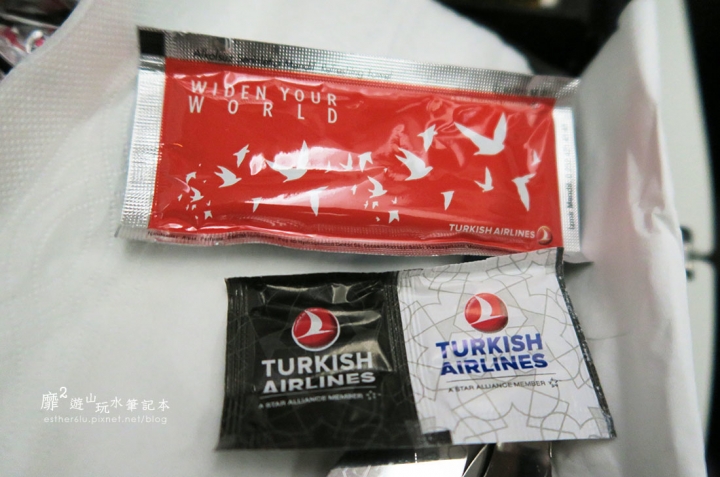 WIDEN YOUR
WORLD
TURKISH AIRLINES
TURKISH
AIRLINES
A STAR ALLIANCE MEMBER
TURKISH
AIRLINES
A STAR ALLIANCE MEMBER
靡²遊山玩水筆記本
estherslu.pixnet.net/blog